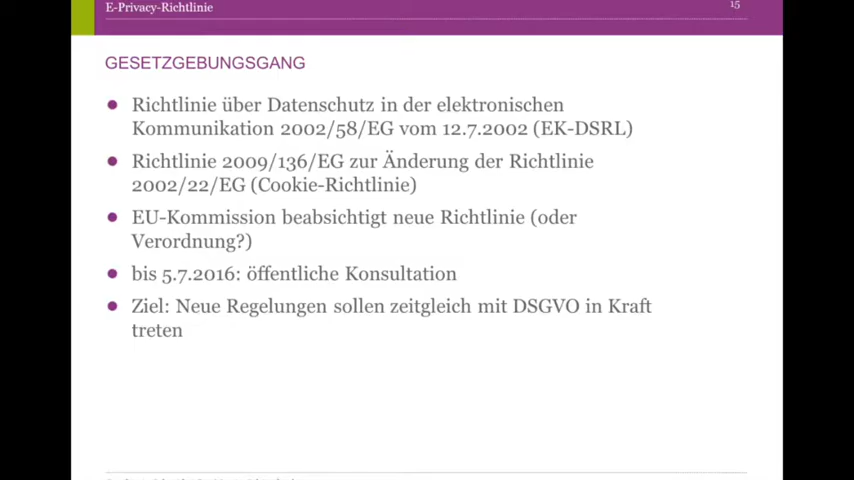 E-Privacy-Richtlinie
15
GESETZGEBUNGSGANG
• Richtlinie über Datenschutz in der elektronischen
Kommunikation 2002/58/EG vom 12.7.2002 (EK-DSRL)
• Richtlinie 2009/136/EG zur Änderung der Richtlinie
2002/22/EG (Cookie-Richtlinie)
• EU-Kommission beabsichtigt neue Richtlinie (oder
Verordnung?)
• bis 5.7.2016: öffentliche Konsultation
• Ziel: Neue Regelungen sollen zeitgleich mit DSGVO in Kraft
treten